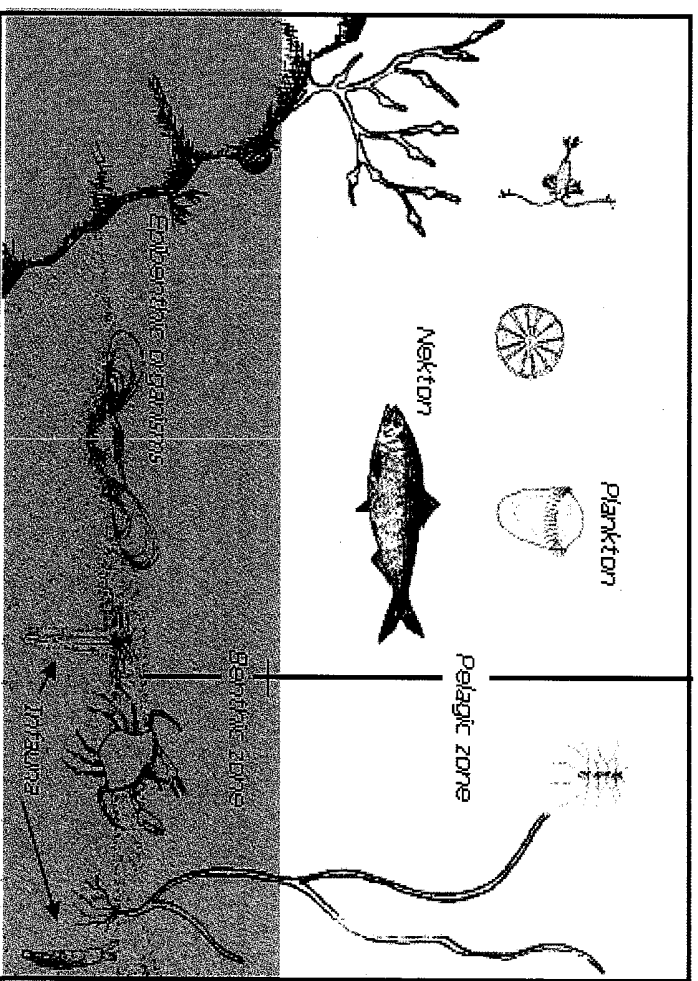 Plankton
Nekton
Pelagic zone
Benthic zone
Epibenthic organisms
Infauna